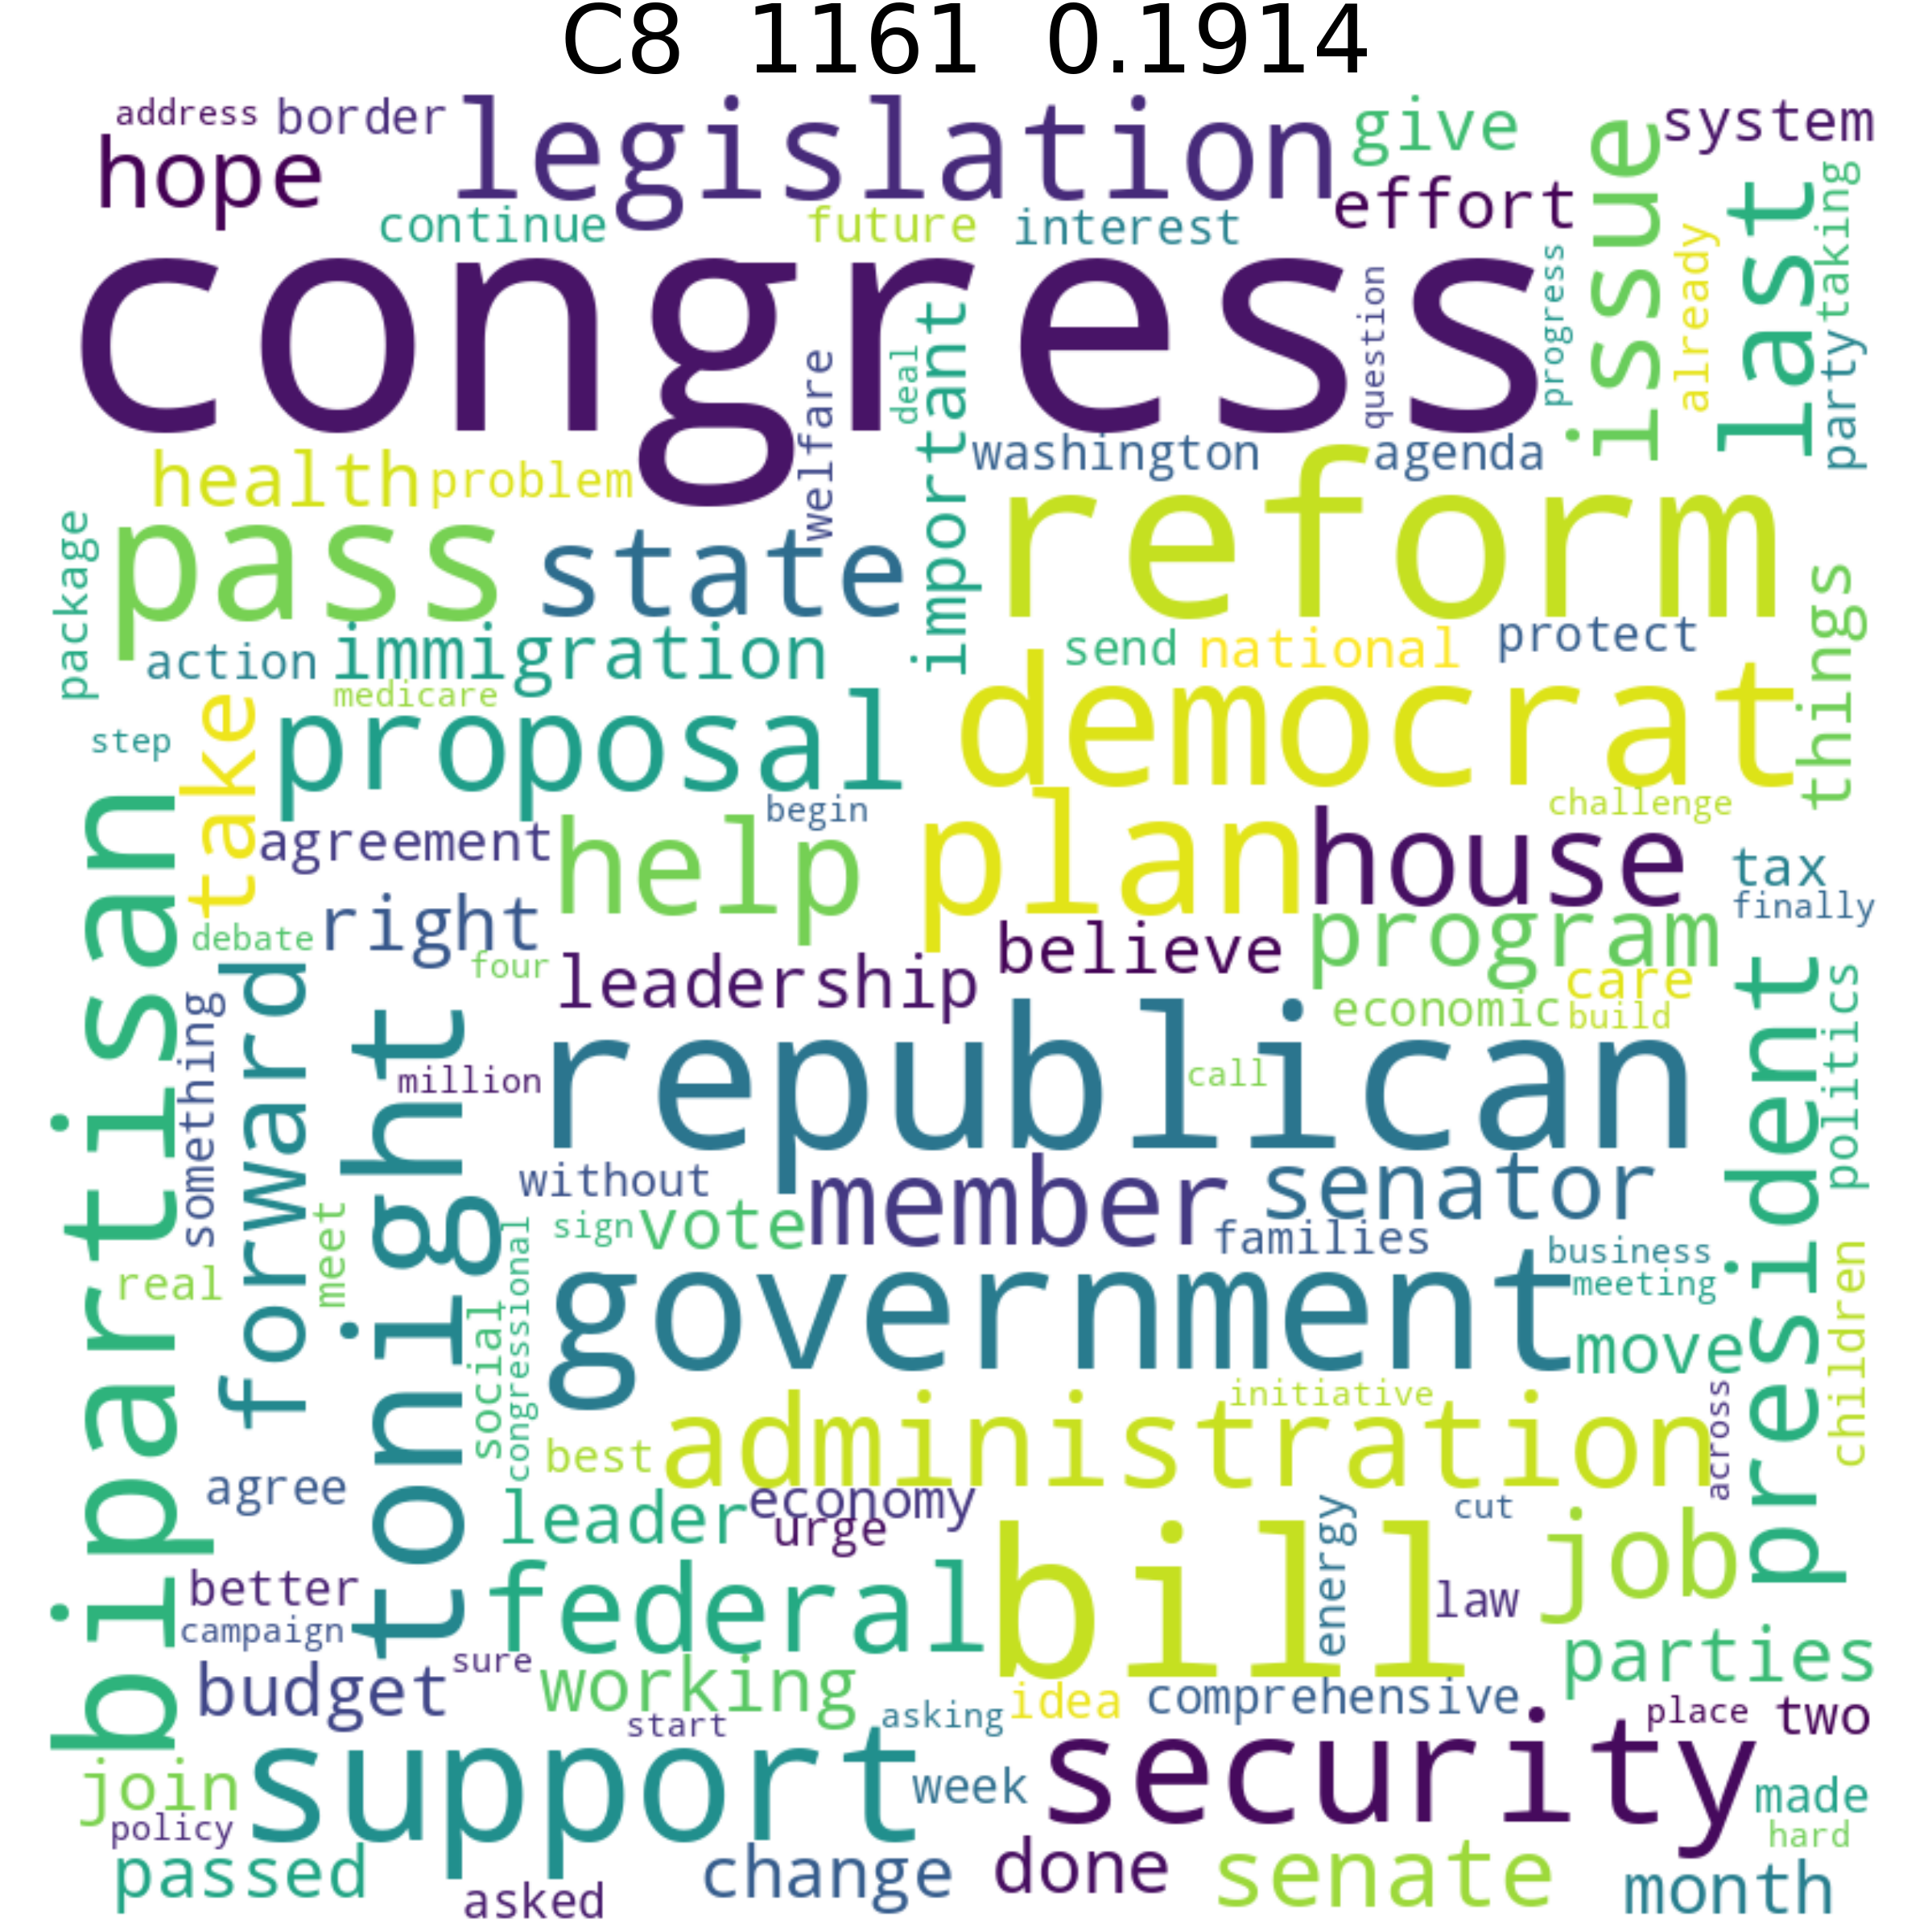 C8 1161 0.1914
address border legislation give issue system
hope effort last taking
continue future interest already
congress
important question progress party
welfare deal
washington agenda
health problem reform
package pass state things
action immigration send national protect
medicare democrat
step take proposal
begin challenge
bipartisan agreement help plan house tax
finally
debate right believe program
four leadership care
something forward tonight economic build president politics
million republican call
without member senator
meet sign vote families
real social congressional government business
meeting children
move
initiative
best administration across
agree leader economy energy cut
urge bill job
better federal law
campaign
budget sure working parties
start asking idea comprehensive place two
join support week security made
policy hard
passed change done senate month
asked